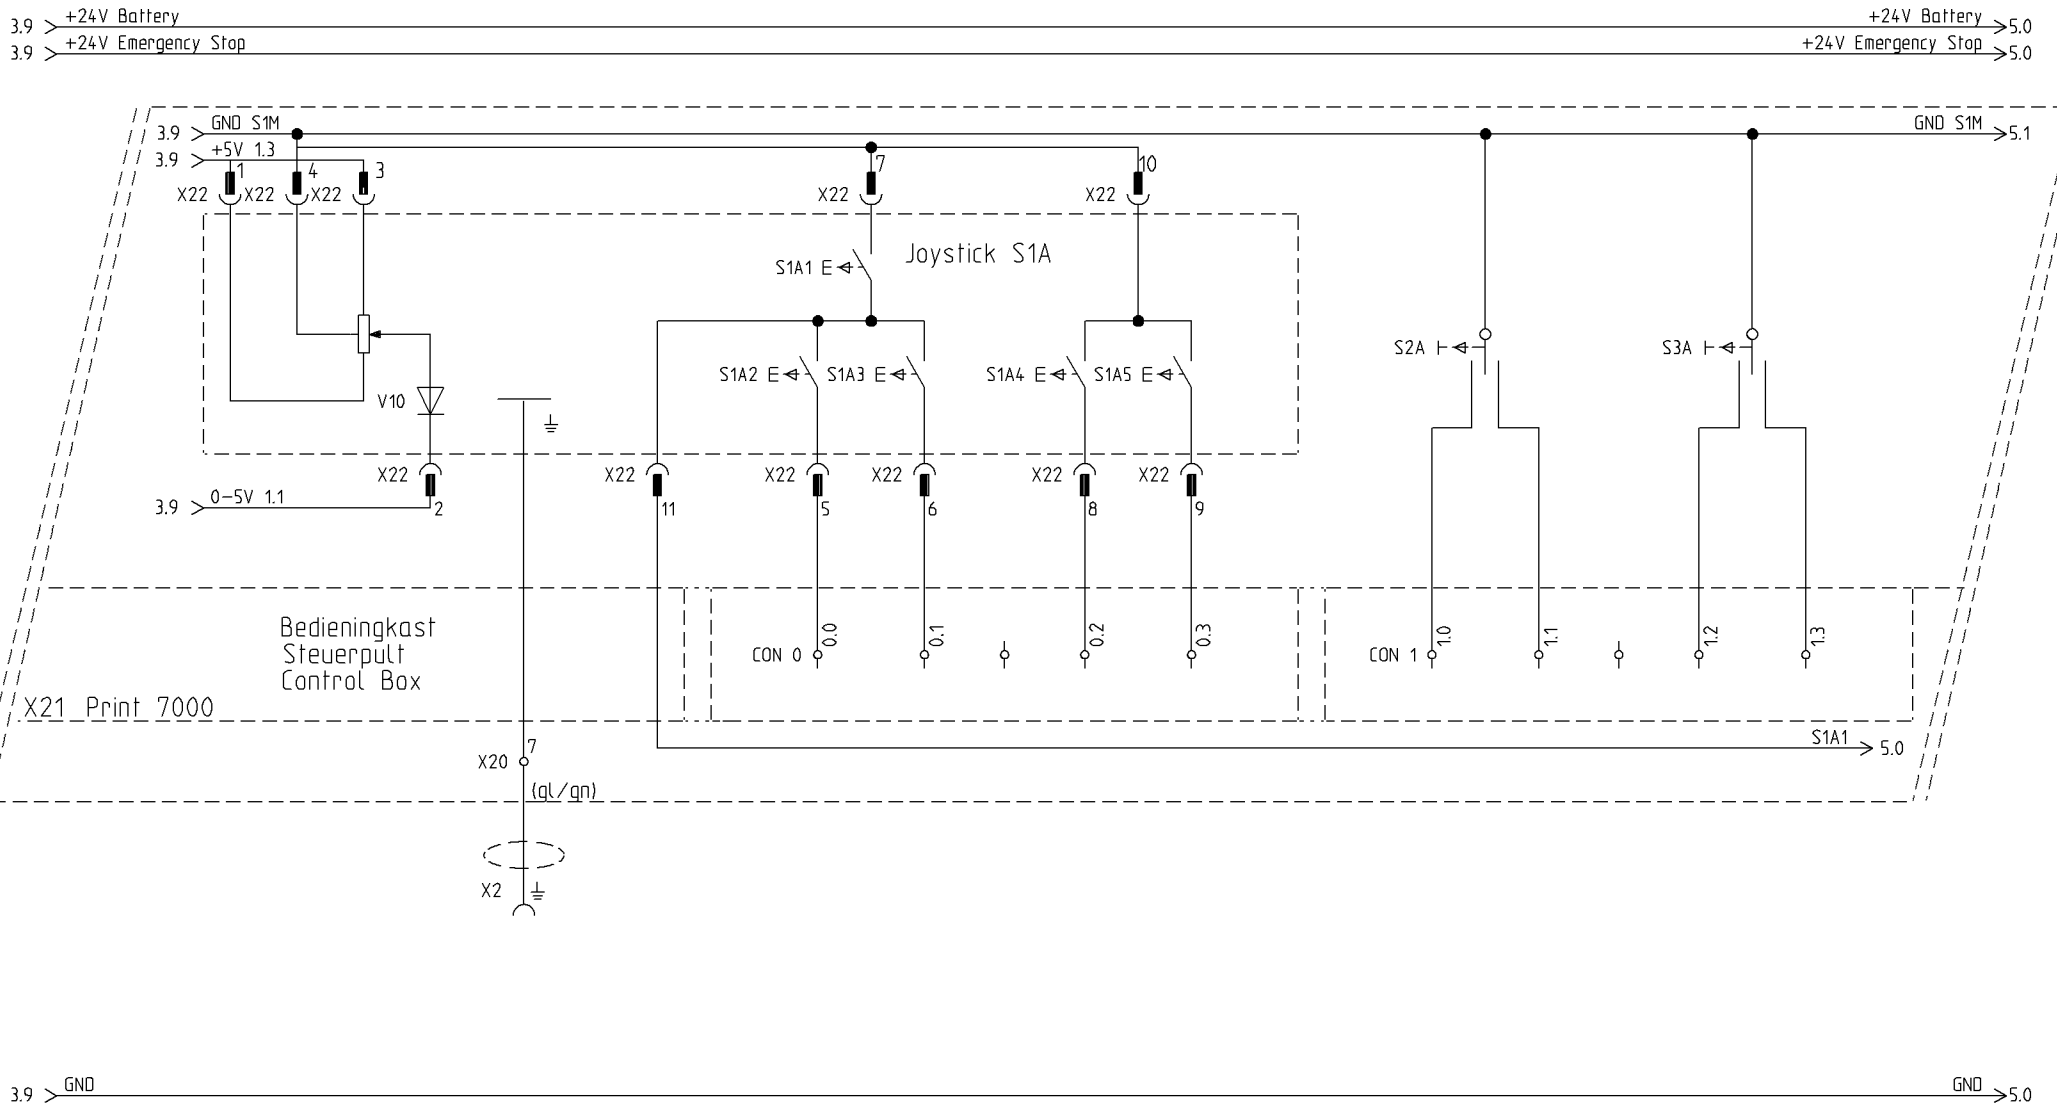 3.9 +24V Battery +24V Battery 5.0
3.9 +24V Emergency Stop +24V Emergency Stop 5.0
3.9 GND S1M GND S1M 5.1
3.9 +5V 1.3
1 4 3 7 10
X22 X22 X22 X22 X22
Joystick S1A
S1A1
S2A S3A
S1A2 S1A3 S1A4 S1A5
V10
X22 X22 X22 X22 X22 X22
3.9 0-5V 1.1
2 11 5 6 8 9
Bedieningkast
Steuerpult
Control Box
0.0 0.1 0.2 0.3 1.0 1.1 1.2 1.3
CON 0 CON 1
X21 Print 7000
S1A1 5.0
7
X20
(gl/gn)
X2
3.9 GND GND 5.0